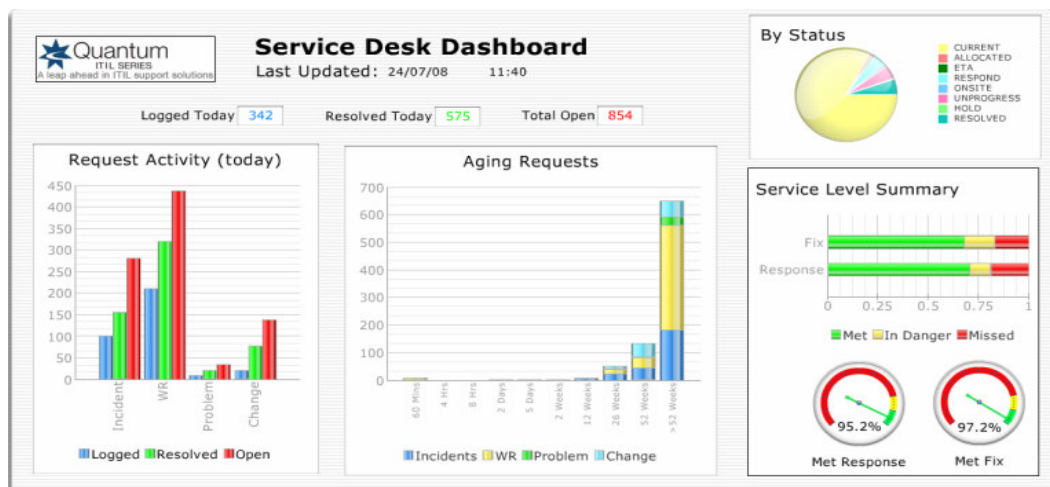 Quantum
ITIL SERIES
A leap ahead in ITIL support solutions
Service Desk Dashboard
Last Updated: 24/07/08 11:40
Logged Today 342 Resolved Today 575 Total Open 854
By Status
CURRENT
ALLOCATED
ETA
RESPOND
ONSITE
UNPROGRESS
HOLD
RESOLVED
Request Activity (today)
450
400
350
300
250
200
150
100
50
0
Incident
WR
Problem
Change
Logged Resolved Open
Aging Requests
700
600
500
400
300
200
100
0
60 Mins
4 Hrs
8 Hrs
2 Days
5 Days
2 Weeks
12 Weeks
26 Weeks
52 Weeks
>52 Weeks
Incidents WR Problem Change
Service Level Summary
Fix
Response
0 0.25 0.5 0.75 1
Met In Danger Missed
95.2% 97.2%
Met Response Met Fix